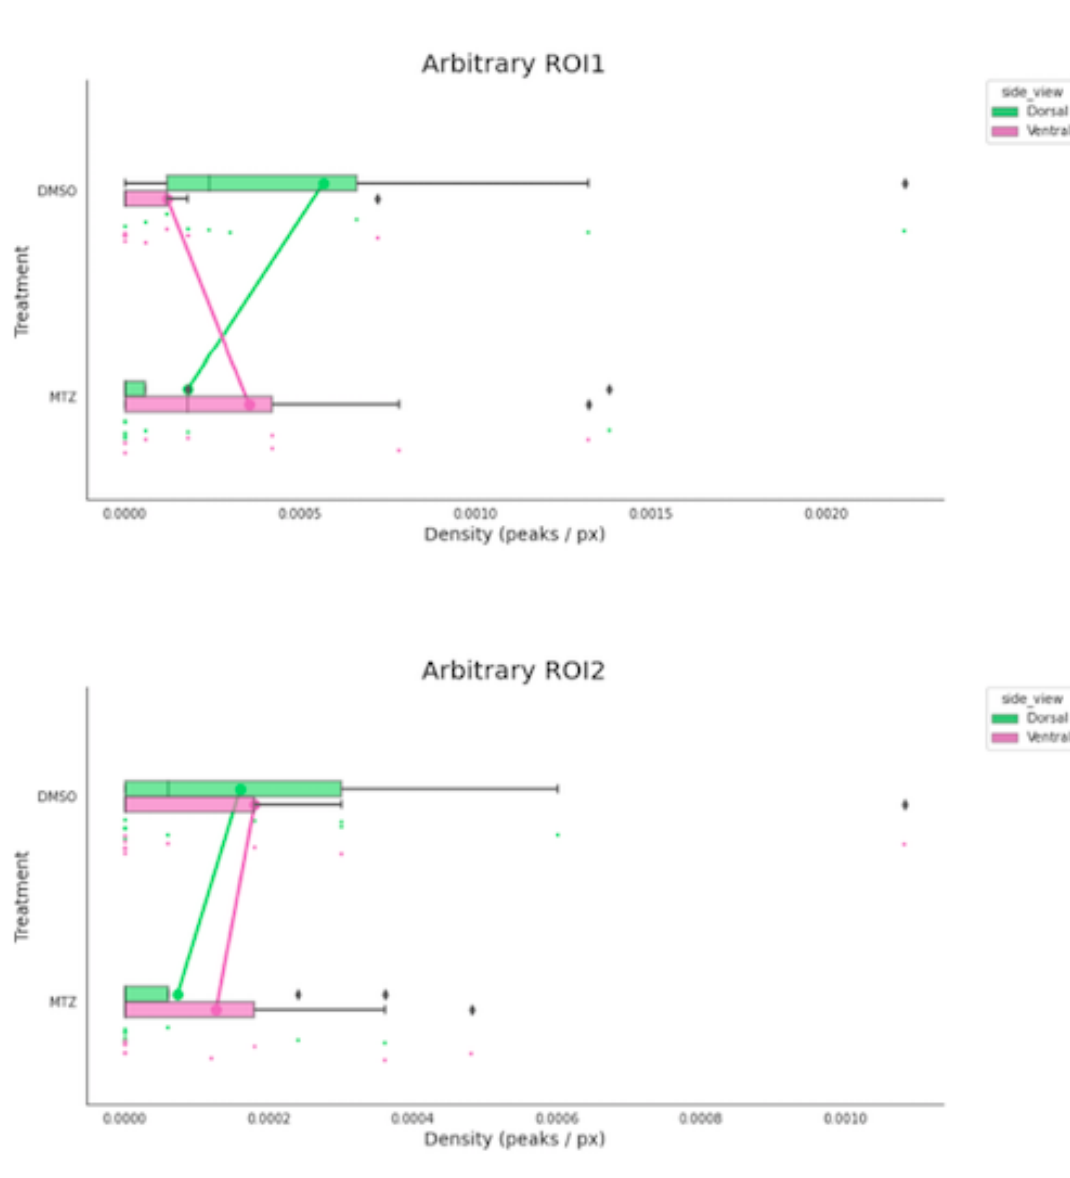 Arbitrary ROI1
side_view
Dorsal
Ventral
DMSO
MTZ
Treatment
0.0000 0.0005 0.0010 0.0015 0.0020
Density (peaks / px)
Arbitrary ROI2
side_view
Dorsal
Ventral
DMSO
MTZ
Treatment
0.0000 0.0002 0.0004 0.0006 0.0008 0.0010
Density (peaks / px)